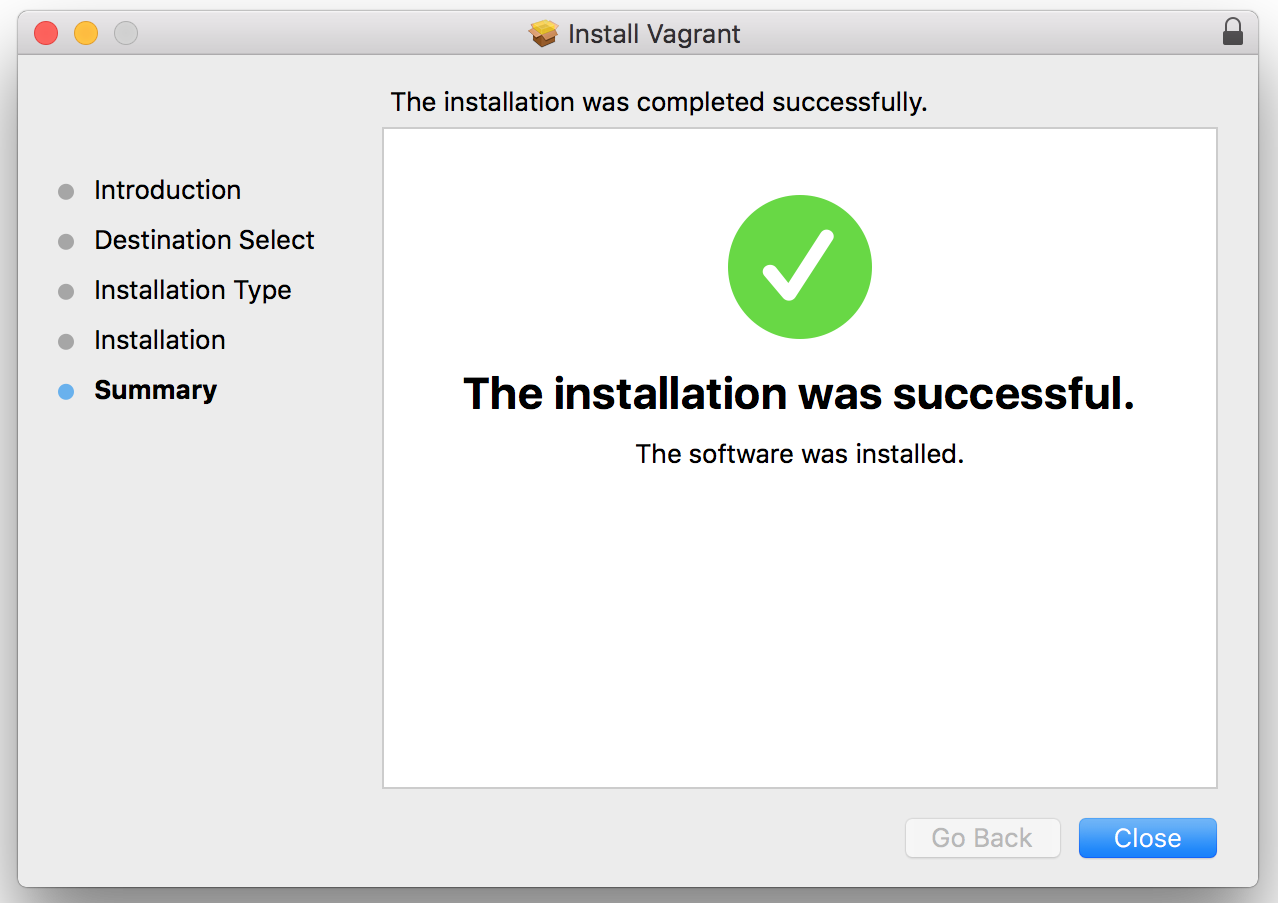 Install Vagrant
The installation was completed successfully.
Introduction
Destination Select
Installation Type
Installation
Summary
The installation was successful.
The software was installed.
Go Back
Close